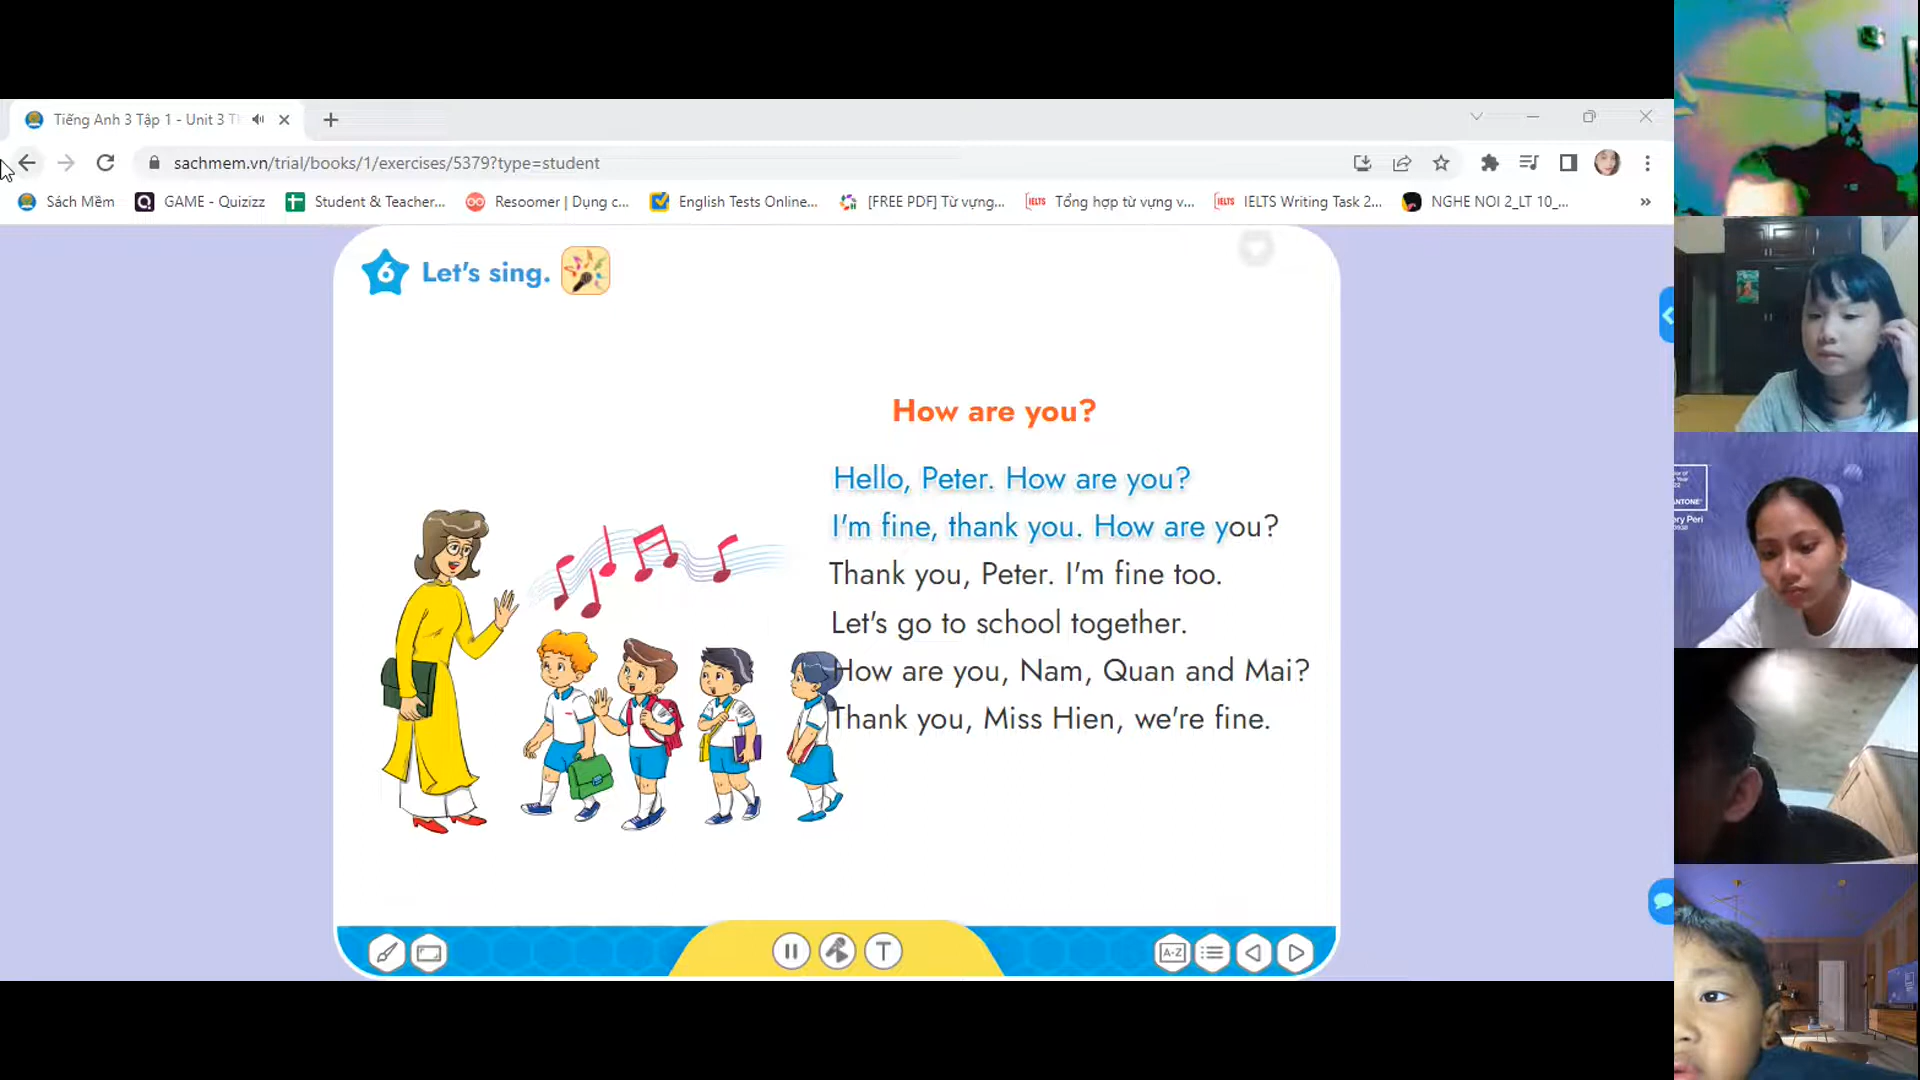 Tiếng Anh 3 Tập 1 - Unit 3
sachmem.vn/trial/books/1/exercises/5379?type=student
Sách Mềm
GAME - Quizizz
Student & Teacher...
Resoomer | Dụng c...
English Tests Online...
[FREE PDF] Từ vựng...
IELTS
Tổng hợp từ vựng v...
IELTS
IELTS Writing Task 2...
NGHE NOI 2_LT 10_...
6 Let's sing.
How are you?
Hello, Peter. How are you?
I'm fine, thank you. How are you?
Thank you, Peter. I'm fine too.
Let's go to school together.
How are you, Nam, Quan and Mai?
Thank you, Miss Hien, we're fine.
T
A-Z